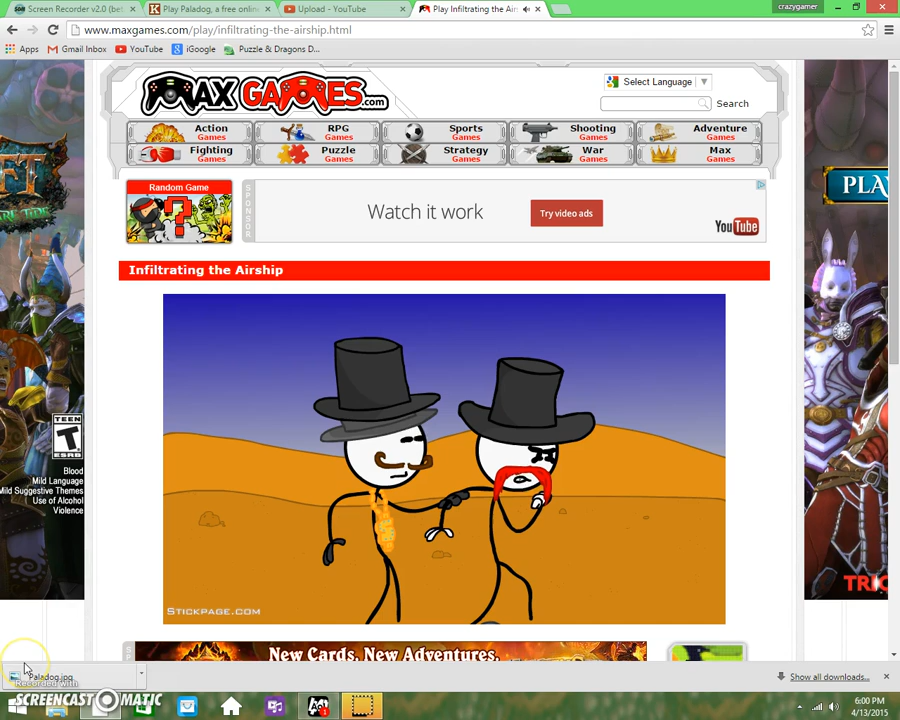 Screen Recorder v2.0 (bet
Play Paladog, a free onlin
Upload - YouTube
Play Infiltrating the Air
crazygamer
www.maxgames.com/play/infiltrating-the-airship.html
Apps
Gmail Inbox
YouTube
iGoogle
Puzzle & Dragons D...
MAX GAMES.com
Select Language
Search
Action Games
RPG Games
Sports Games
Shooting Games
Adventure Games
Fighting Games
Puzzle Games
Strategy Games
War Games
Max Games
Random Game
SPONSOR
Watch it work
Try video ads
YouTube
PLA
Infiltrating the Airship
TEEN
T
ESRB
Blood
Mild Language
Mild Suggestive Themes
Use of Alcohol
Violence
STICKPAGE.COM
TRI
New Cards. New Adventures.
Paladog.jpg
Show all downloads...
Recorded with
SCREENCAST MATIC
6:00 PM
4/13/2015